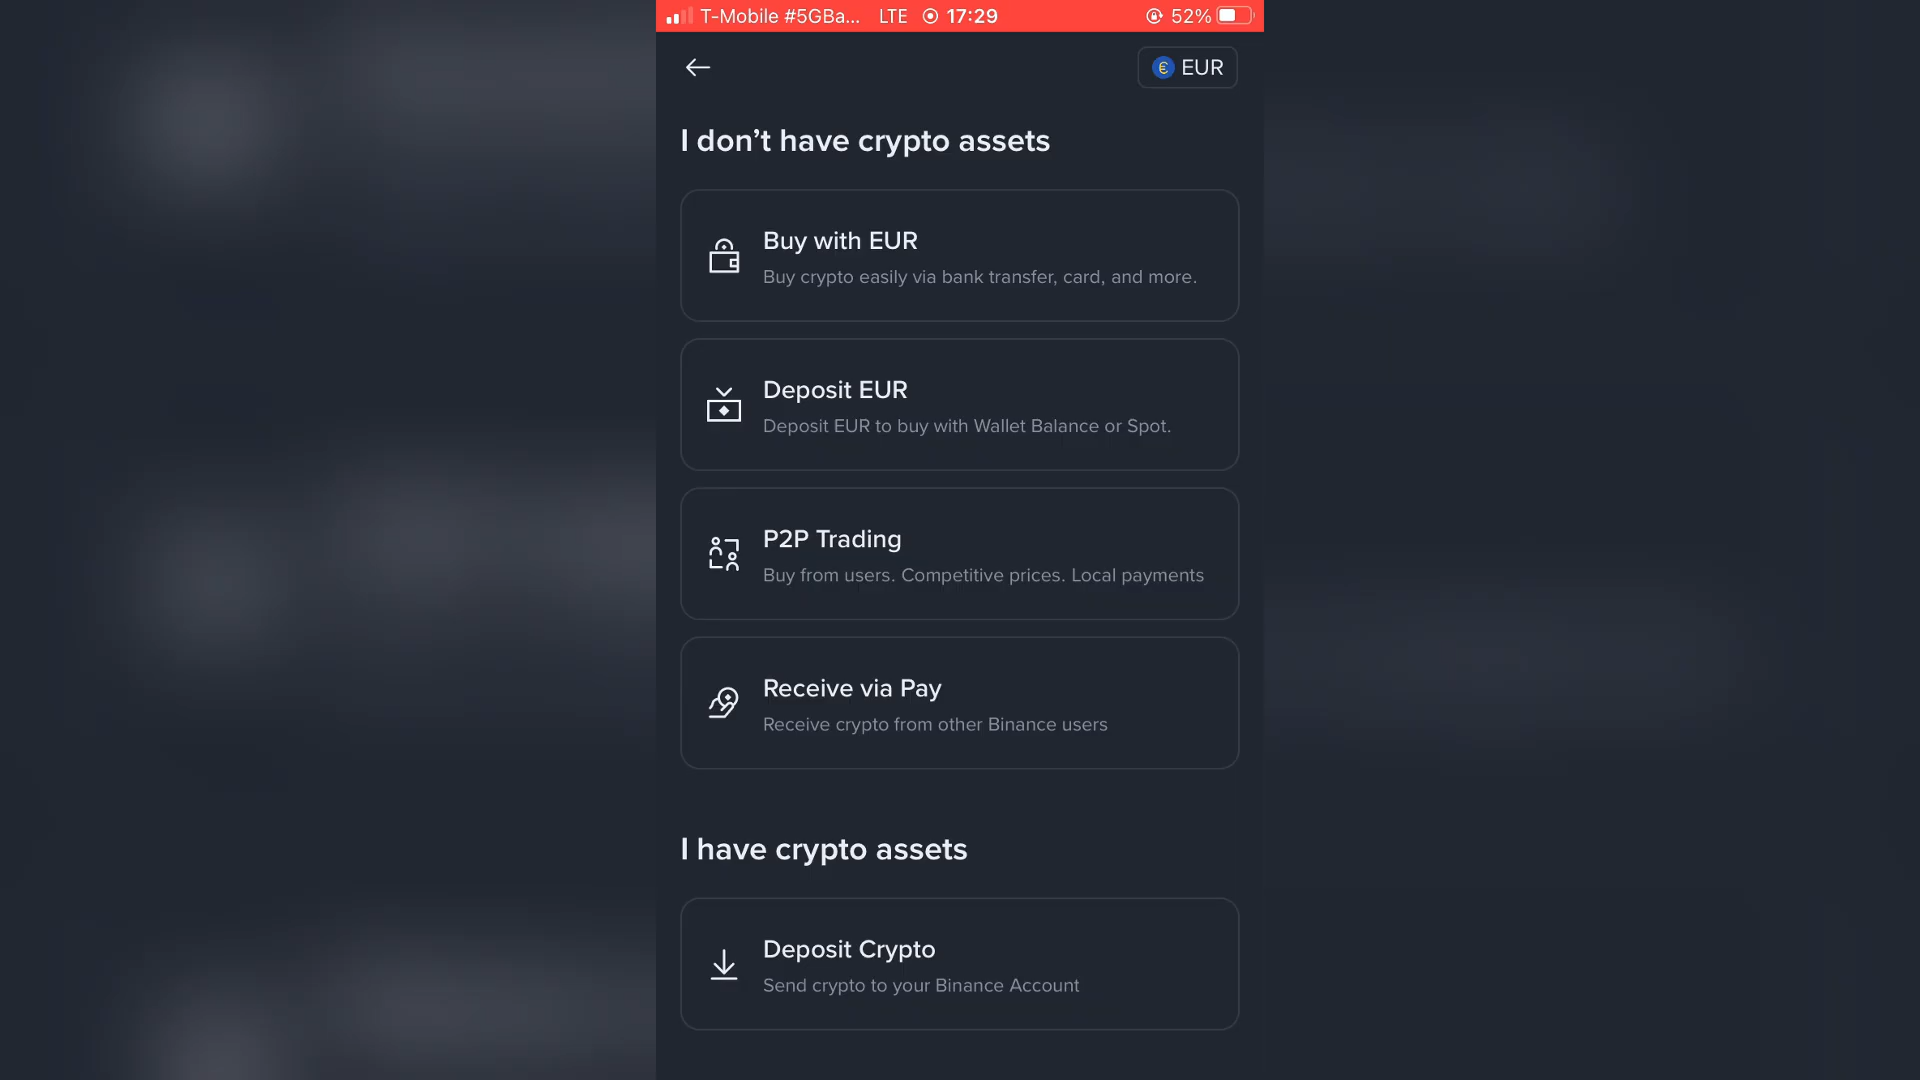 T-Mobile #5GBa... LTE 17:29 52%
€ EUR
I don’t have crypto assets
Buy with EUR
Buy crypto easily via bank transfer, card, and more.
Deposit EUR
Deposit EUR to buy with Wallet Balance or Spot.
P2P Trading
Buy from users. Competitive prices. Local payments
Receive via Pay
Receive crypto from other Binance users
I have crypto assets
Deposit Crypto
Send crypto to your Binance Account